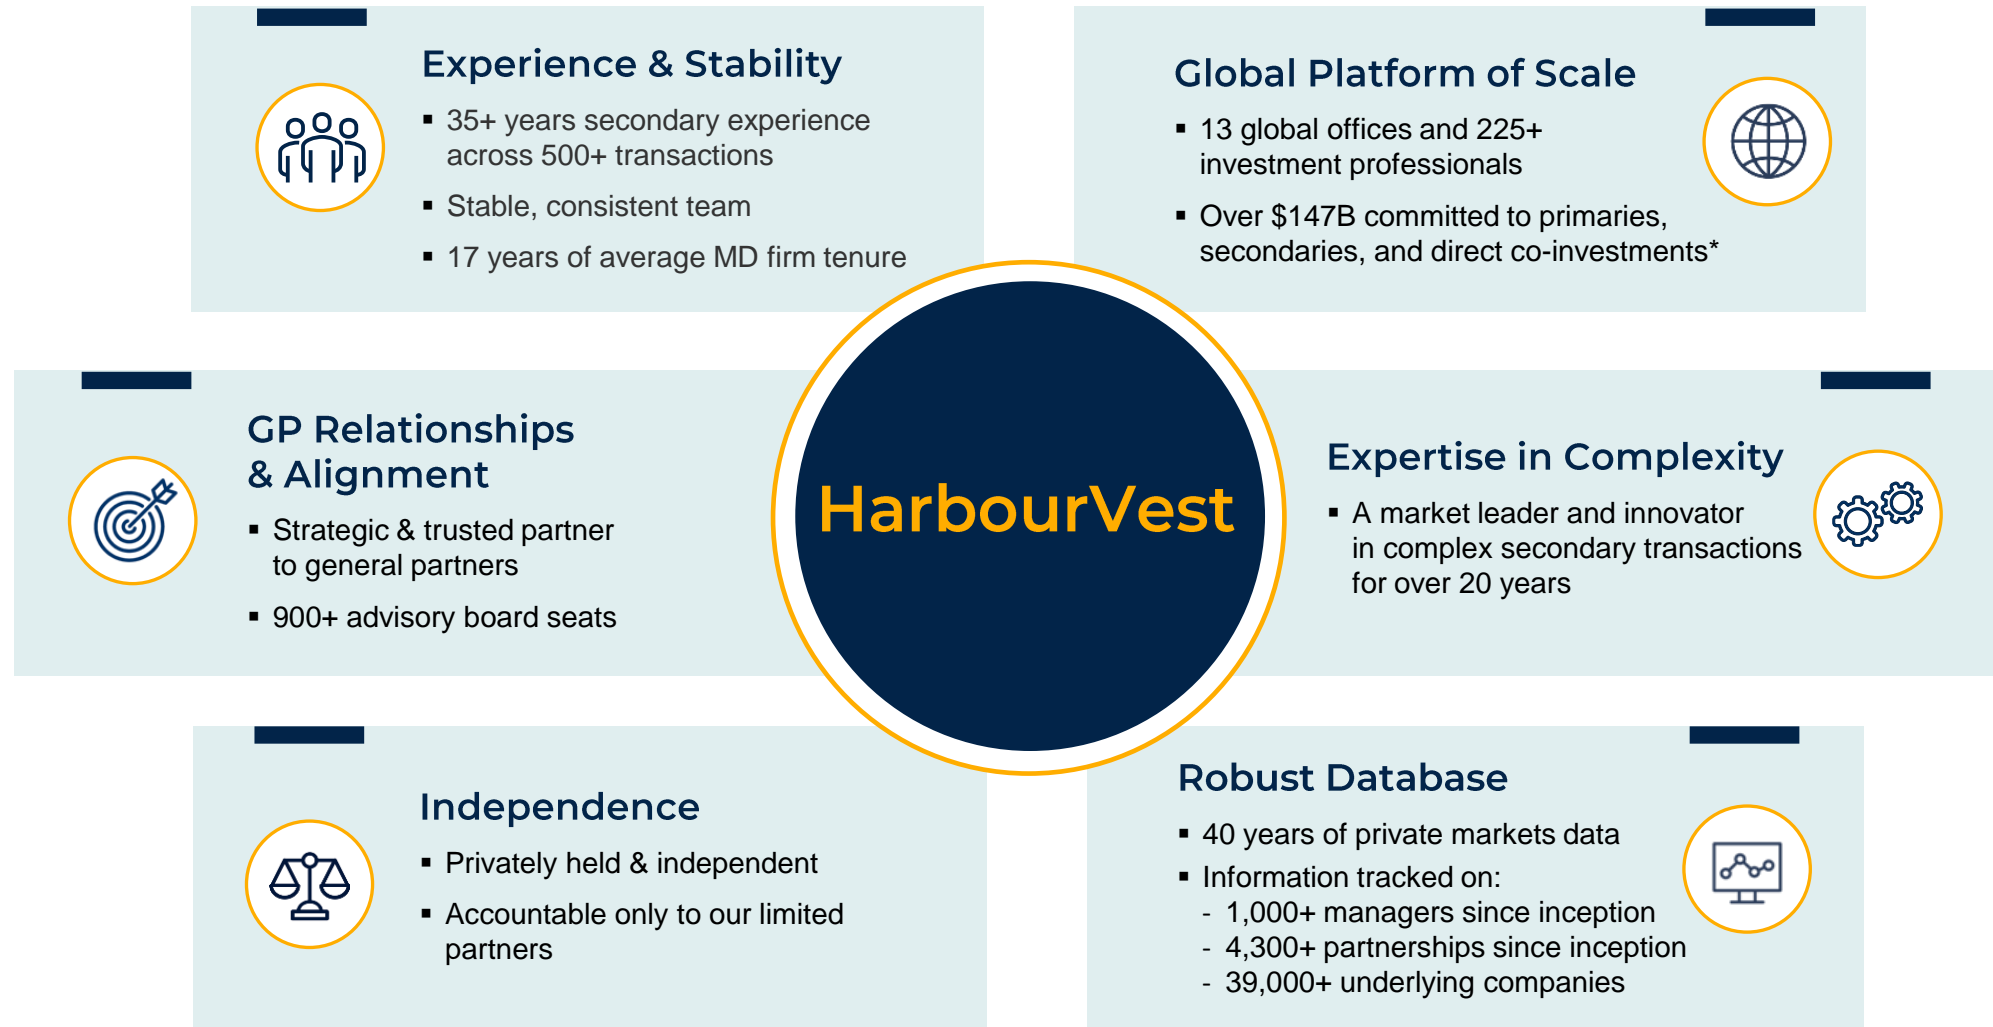 Experience & Stability
▪ 35+ years secondary experience
across 500+ transactions
▪ Stable, consistent team
▪ 17 years of average MD firm tenure
Global Platform of Scale
▪ 13 global offices and 225+
investment professionals
▪ Over $147B committed to primaries,
secondaries, and direct co-investments*
GP Relationships
& Alignment
▪ Strategic & trusted partner
to general partners
▪ 900+ advisory board seats
HarbourVest
Expertise in Complexity
▪ A market leader and innovator
in complex secondary transactions
for over 20 years
Independence
▪ Privately held & independent
▪ Accountable only to our limited
partners
Robust Database
▪ 40 years of private markets data
▪ Information tracked on:
- 1,000+ managers since inception
- 4,300+ partnerships since inception
- 39,000+ underlying companies